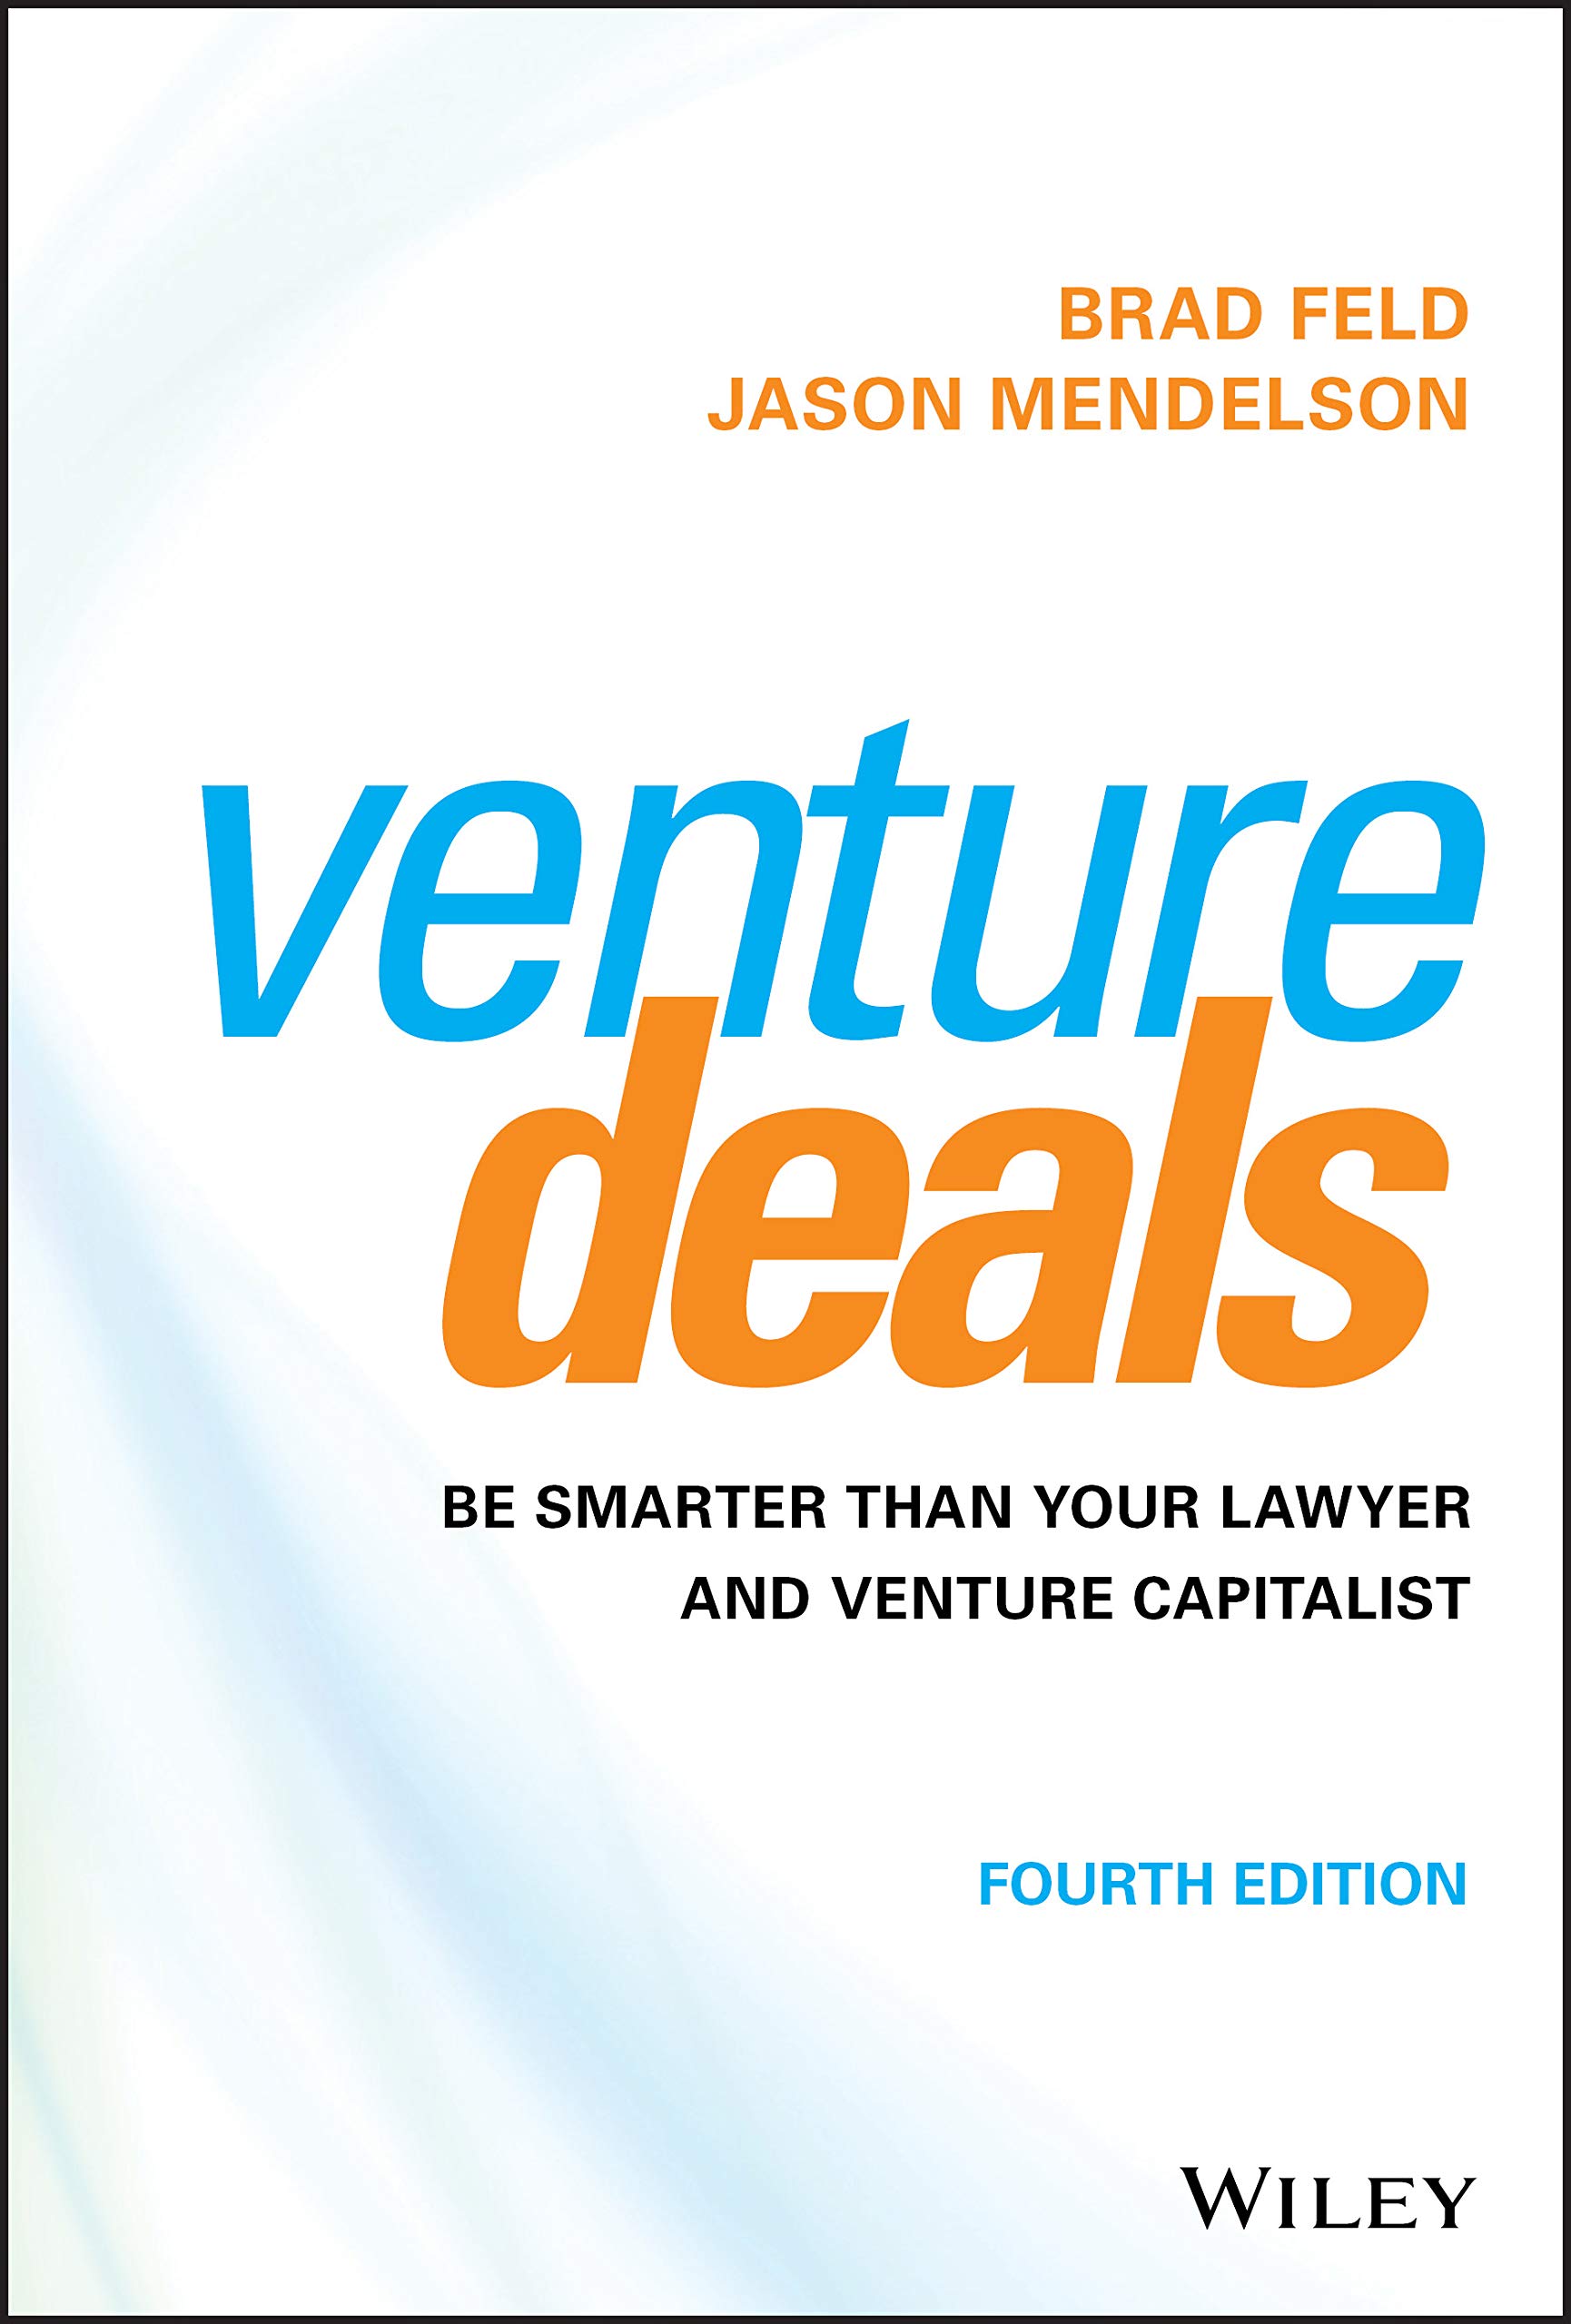 BRAD FELD
JASON MENDELSON
venture
deals
BE SMARTER THAN YOUR LAWYER
AND VENTURE CAPITALIST
FOURTH EDITION
WILEY